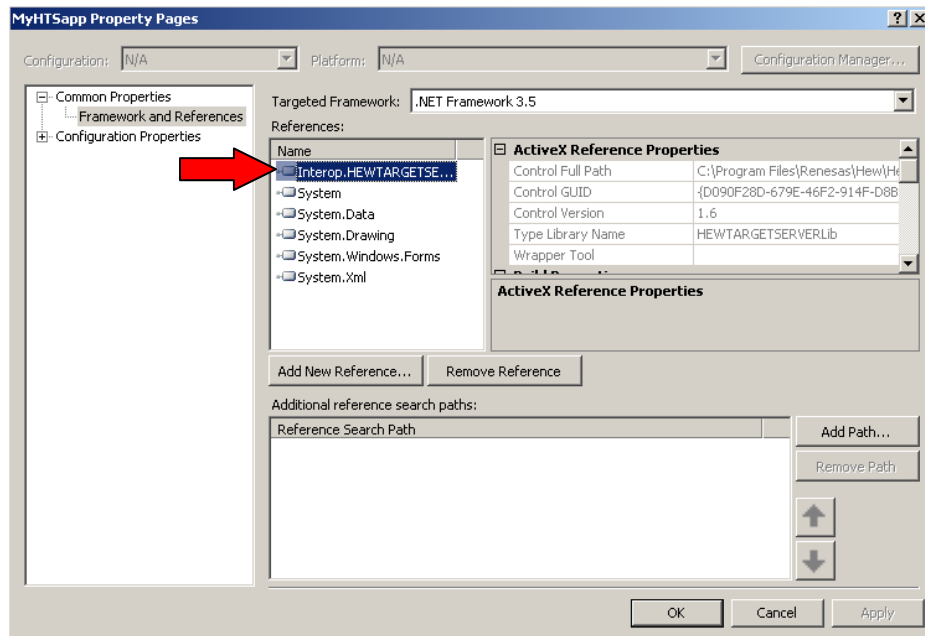 MyHTSapp Property Pages
Configuration: N/A Platform: N/A Configuration Manager...
Common Properties
Framework and References
Configuration Properties
Targeted Framework: .NET Framework 3.5
References:
Name
Interop.HEWTARGETSE...
System
System.Data
System.Drawing
System.Windows.Forms
System.Xml
ActiveX Reference Properties
Control Full Path C:\Program Files\Renesas\Hew\He
Control GUID {D090F28D-679E-46F2-914F-D8B
Control Version 1.6
Type Library Name HEWTARGETSERVERLib
Wrapper Tool
ActiveX Reference Properties
Add New Reference... Remove Reference
Additional reference search paths:
Reference Search Path
Add Path...
Remove Path
OK Cancel Apply